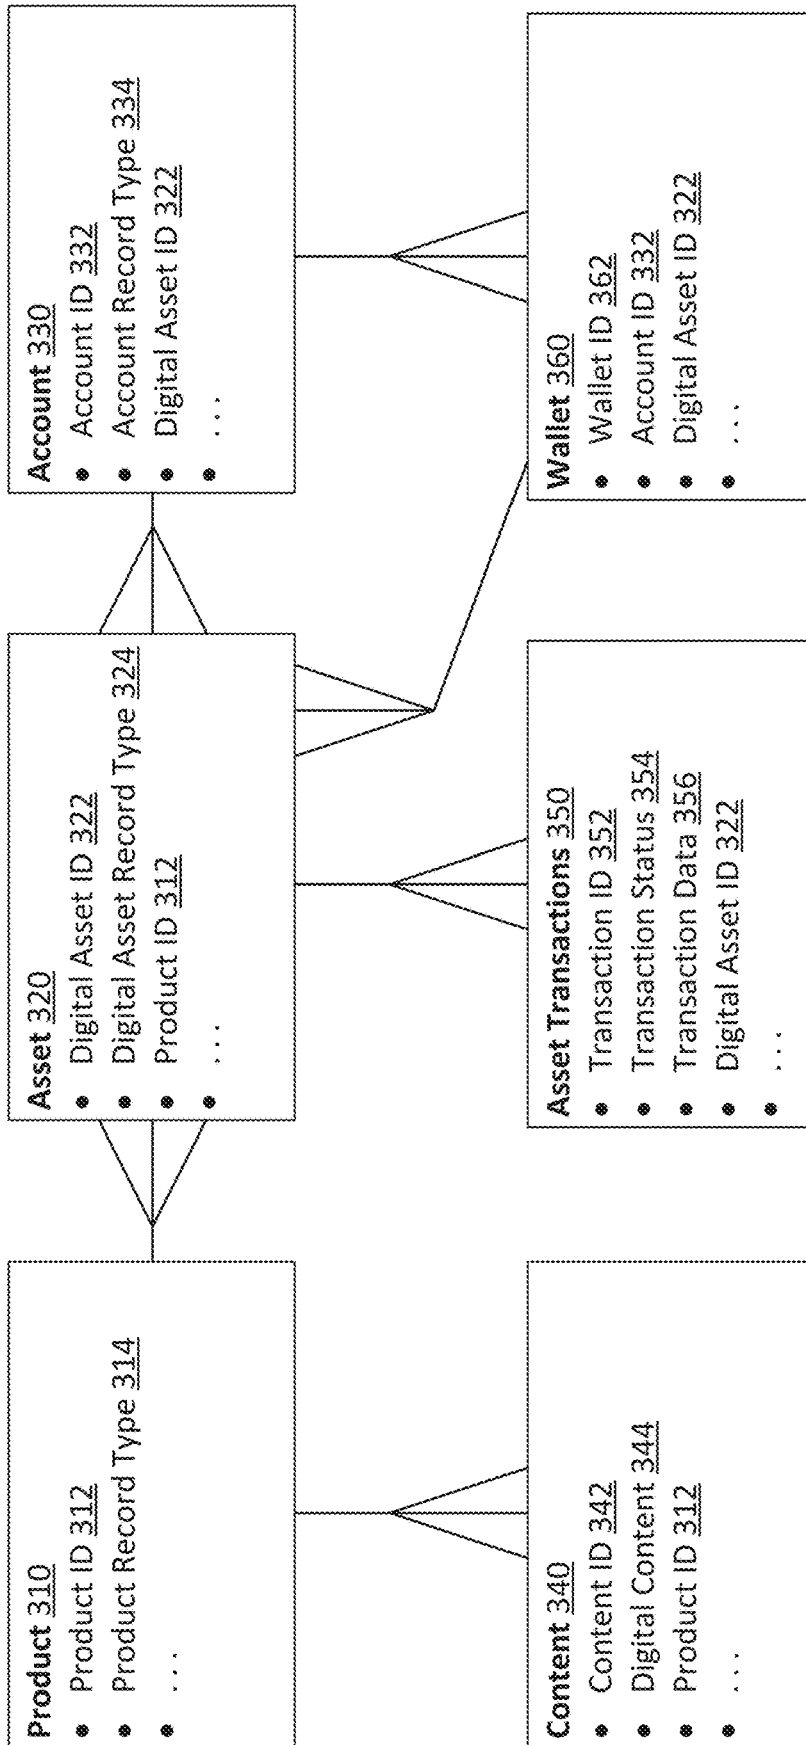 Product 310
• Product ID 312
• Product Record Type 314
• ...
Asset 320
• Digital Asset ID 322
• Digital Asset Record Type 324
• Product ID 312
• ...
Account 330
• Account ID 332
• Account Record Type 334
• Digital Asset ID 322
• ...
Content 340
• Content ID 342
• Digital Content 344
• Product ID 312
• ...
Asset Transactions 350
• Transaction ID 352
• Transaction Status 354
• Transaction Data 356
• Digital Asset ID 322
• ...
Wallet 360
• Wallet ID 362
• Account ID 332
• Digital Asset ID 322
• ...